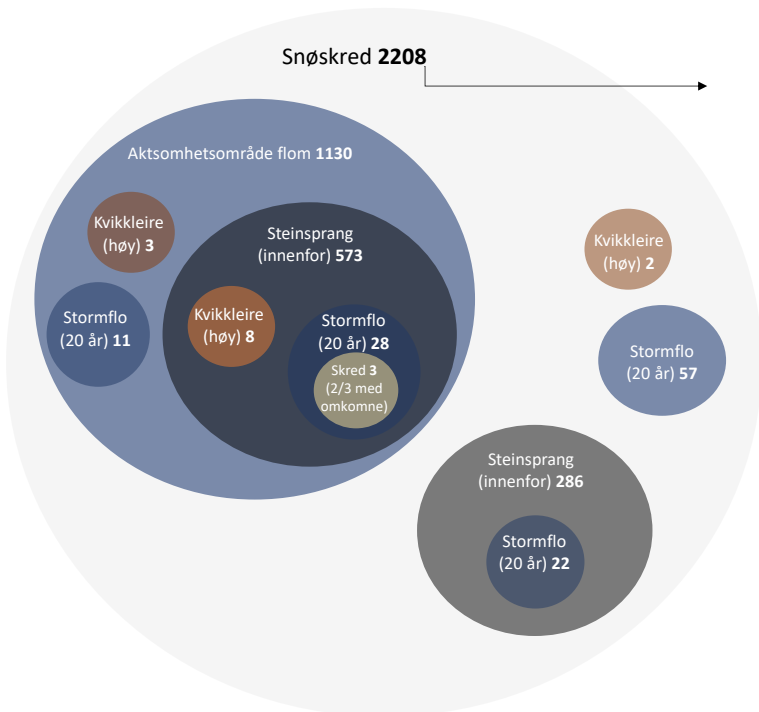 Snøskred 2208
Aktsomhetsområde flom 1130
Kvikkleire
(høy) 3
Steinsprang
(innenfor) 573
Kvikkleire
(høy) 2
Kvikkleire
(høy) 8
Stormflo
(20 år) 11
Stormflo
(20 år) 28
Skred 3
(2/3 med
omkomne)
Stormflo
(20 år) 57
Steinsprang
(innenfor) 286
Stormflo
(20 år) 22